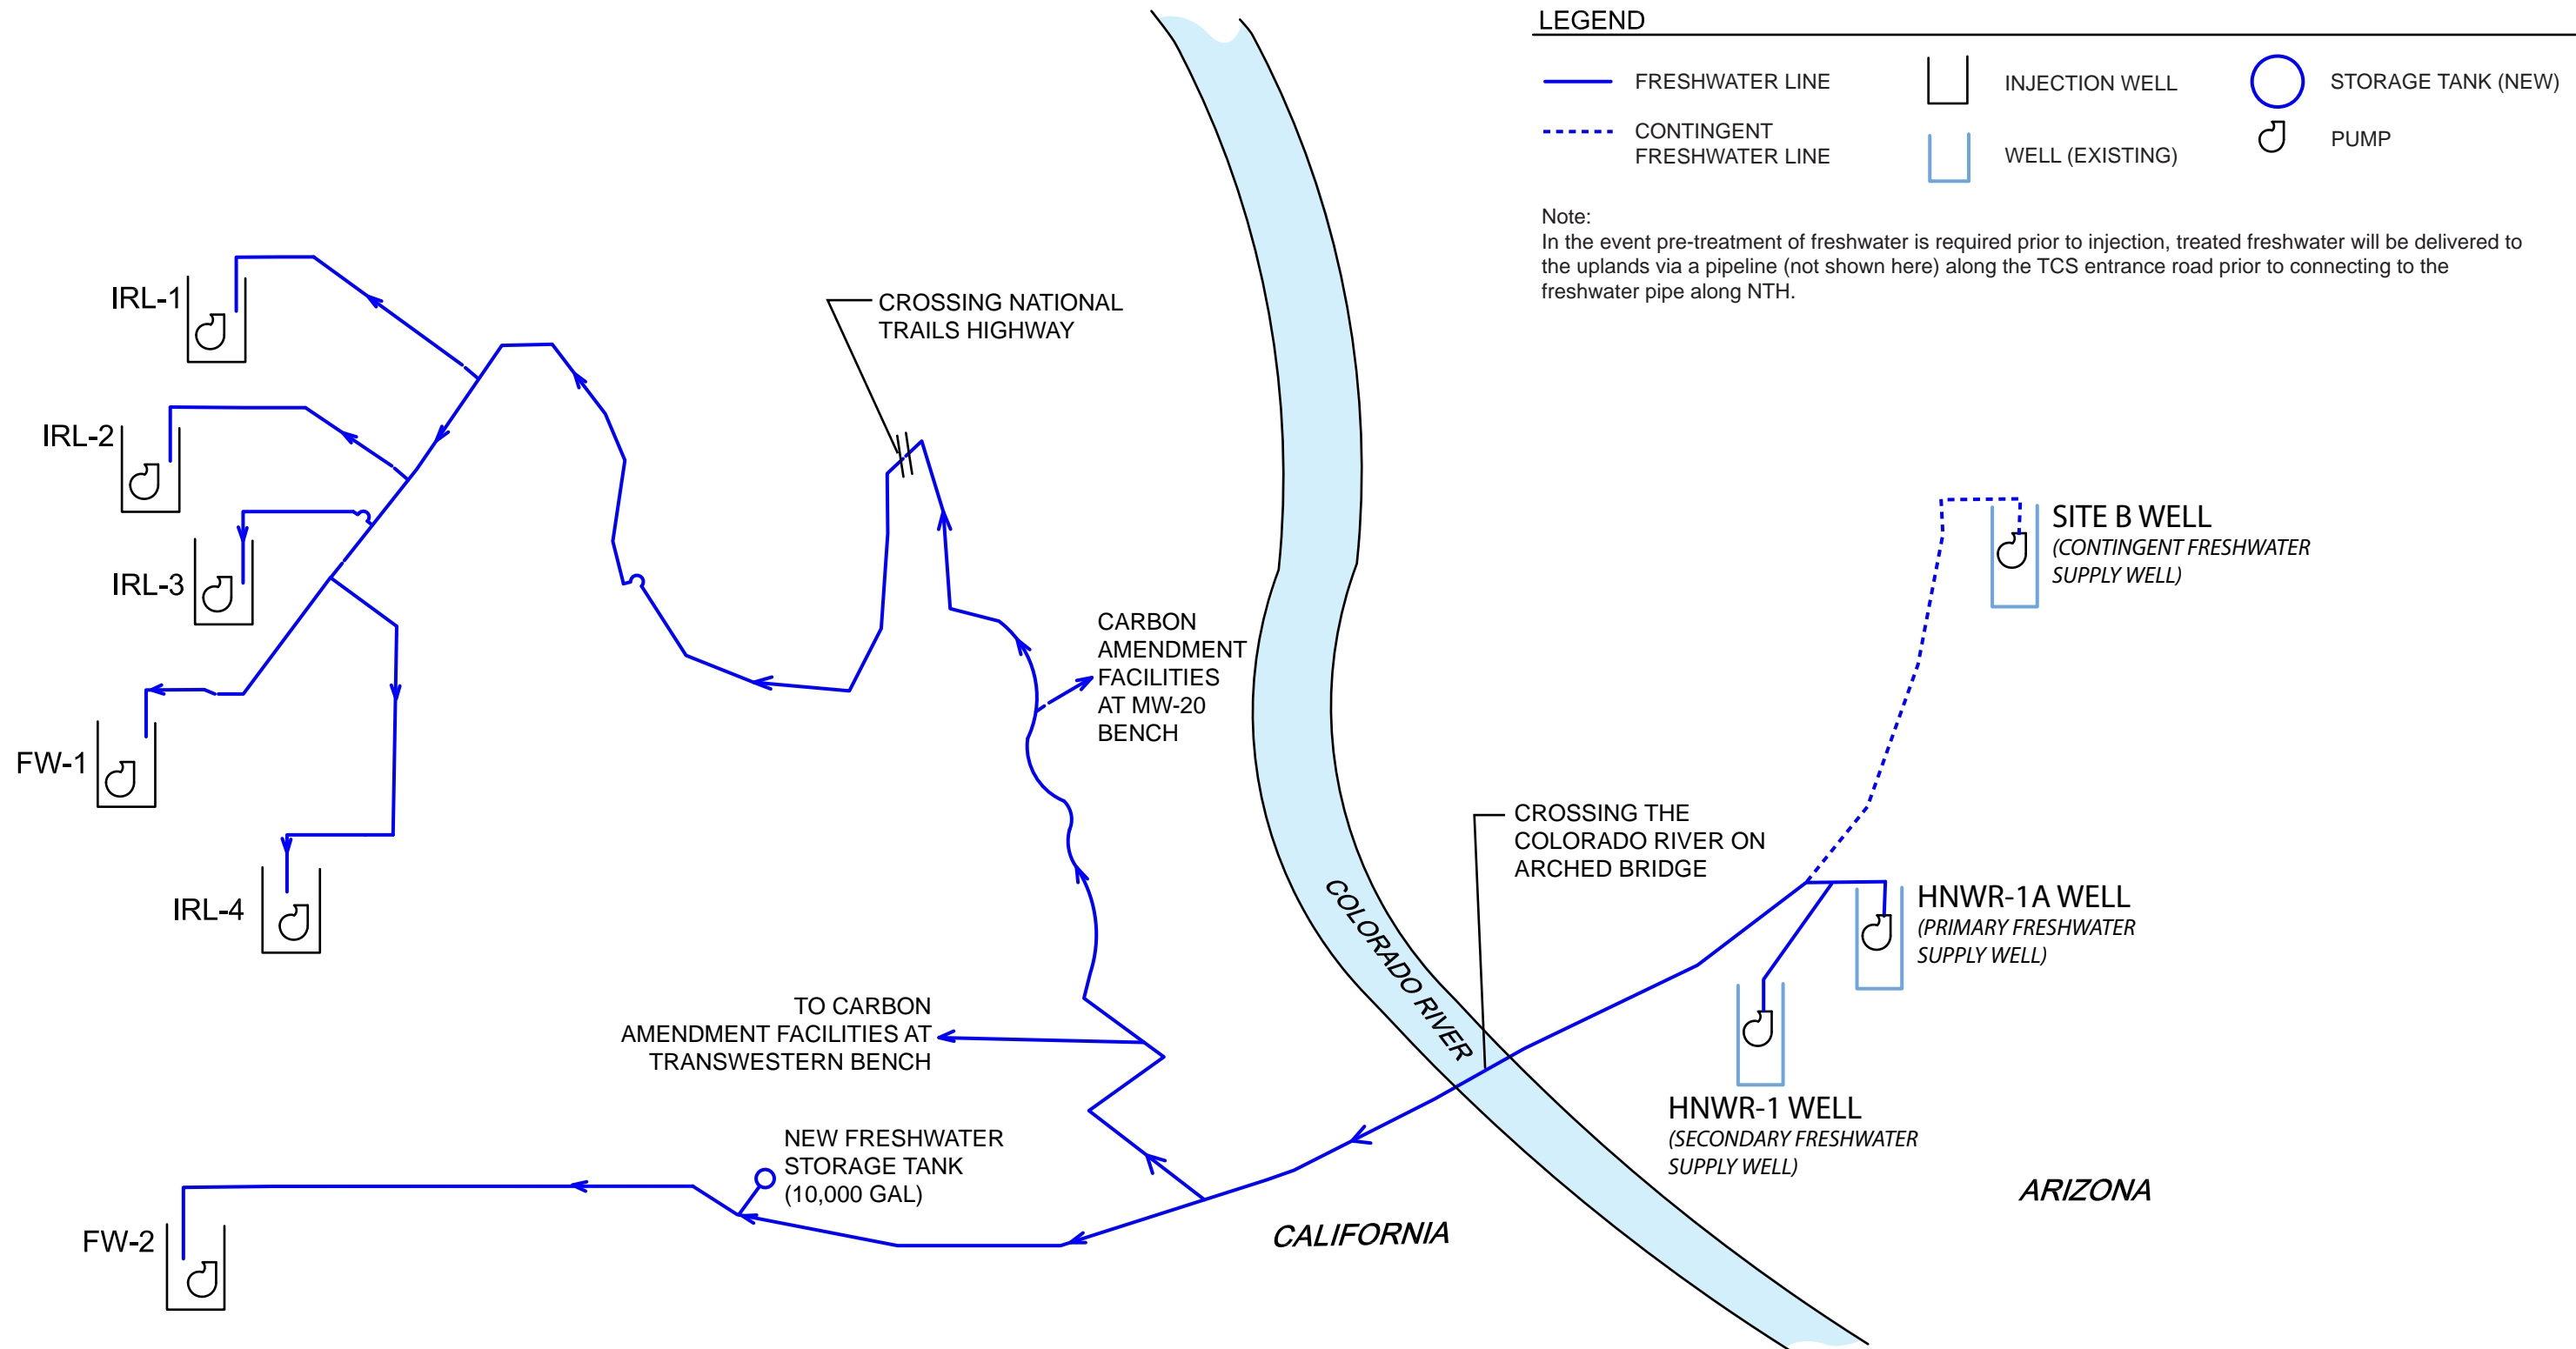 LEGEND
FRESHWATER LINE
INJECTION WELL
STORAGE TANK (NEW)
CONTINGENT
FRESHWATER LINE
WELL (EXISTING)
PUMP
Note:
In the event pre-treatment of freshwater is required prior to injection, treated freshwater will be delivered to
the uplands via a pipeline (not shown here) along the TCS entrance road prior to connecting to the
freshwater pipe along NTH.
IRL-1
CROSSING NATIONAL
TRAILS HIGHWAY
IRL-2
SITE B WELL
(CONTINGENT FRESHWATER
SUPPLY WELL)
IRL-3
CARBON
AMENDMENT
FACILITIES
AT MW-20
BENCH
FW-1
CROSSING THE
COLORADO RIVER ON
ARCHED BRIDGE
IRL-4
COLORADO RIVER
HNWR-1A WELL
(PRIMARY FRESHWATER
SUPPLY WELL)
TO CARBON
AMENDMENT FACILITIES AT
TRANSWESTERN BENCH
HNWR-1 WELL
(SECONDARY FRESHWATER
SUPPLY WELL)
NEW FRESHWATER
STORAGE TANK
(10,000 GAL)
ARIZONA
CALIFORNIA
FW-2